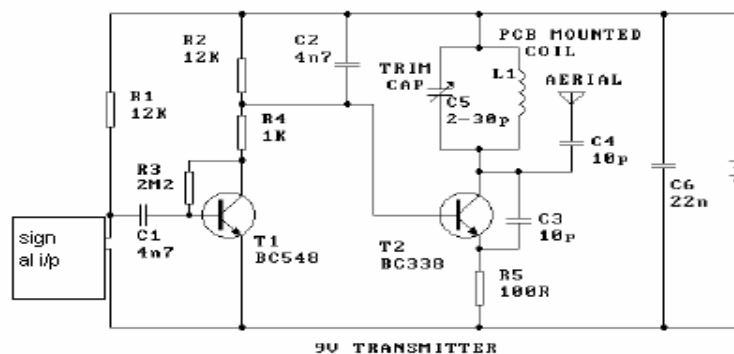 R2
12K
C2
4n7
PCB MOUNTED
COIL
TRIM
CAP
L1
AERIAL
C5
2-30p
R1
12K
R4
1K
C4
10p
R3
2M2
C6
22n
sign
al i/p
C1
4n7
T1
BC548
T2
BC338
C3
10p
R5
100R
9V TRANSMITTER